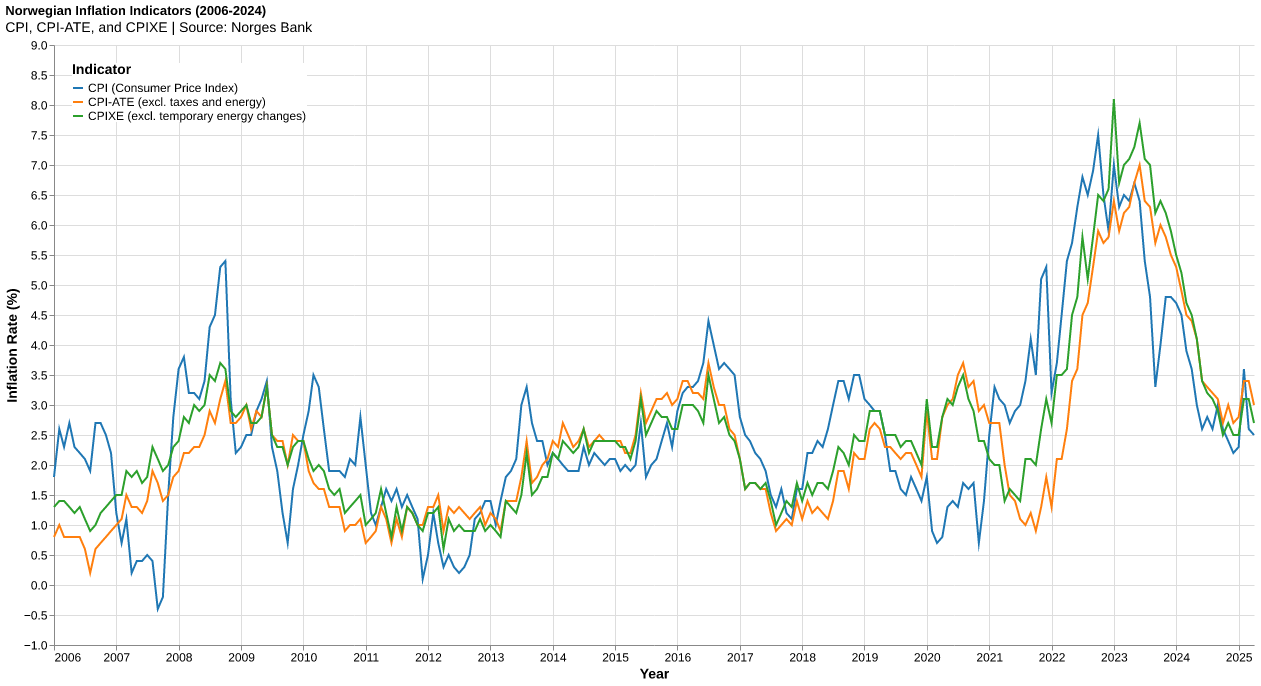 Norwegian Inflation Indicators (2006-2024)
CPI, CPI-ATE, and CPIXE | Source: Norges Bank
Indicator
CPI (Consumer Price Index)
CPI-ATE (excl. taxes and energy)
CPIXE (excl. temporary energy changes)
Inflation Rate (%)
9.0
8.5
8.0
7.5
7.0
6.5
6.0
5.5
5.0
4.5
4.0
3.5
3.0
2.5
2.0
1.5
1.0
0.5
0.0
−0.5
−1.0
2006 2007 2008 2009 2010 2011 2012 2013 2014 2015 2016 2017 2018 2019 2020 2021 2022 2023 2024 2025
Year